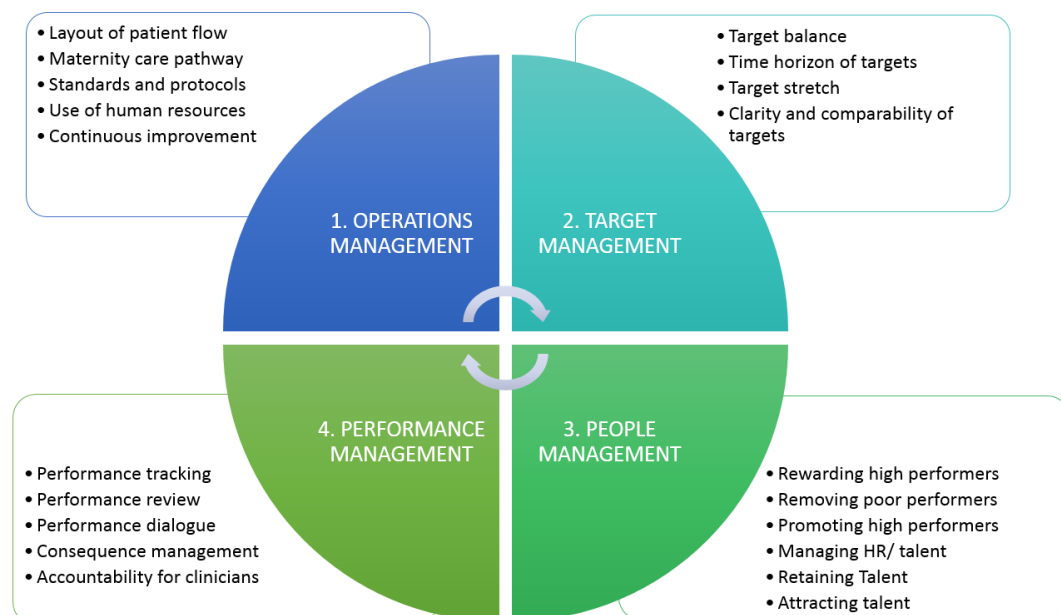 • Layout of patient flow
• Maternity care pathway
• Standards and protocols
• Use of human resources
• Continuous improvement
• Target balance
• Time horizon of targets
• Target stretch
• Clarity and comparability of
targets
1. OPERATIONS
MANAGEMENT
2. TARGET
MANAGEMENT
4. PERFORMANCE
MANAGEMENT
3. PEOPLE
MANAGEMENT
• Performance tracking
• Performance review
• Performance dialogue
• Consequence management
• Accountability for clinicians
• Rewarding high performers
• Removing poor performers
• Promoting high performers
• Managing HR/ talent
• Retaining Talent
• Attracting talent